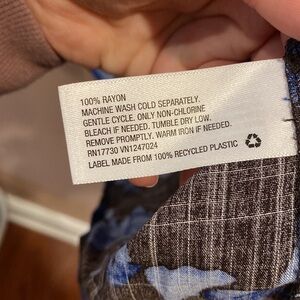 100% RAYON
MACHINE WASH COLD SEPARATELY.
GENTLE CYCLE. ONLY NON-CHLORINE
BLEACH IF NEEDED. TUMBLE DRY LOW.
REMOVE PROMPTLY. WARM IRON IF NEEDED.
RN17730 VN1247024
LABEL MADE FROM 100% RECYCLED PLASTIC